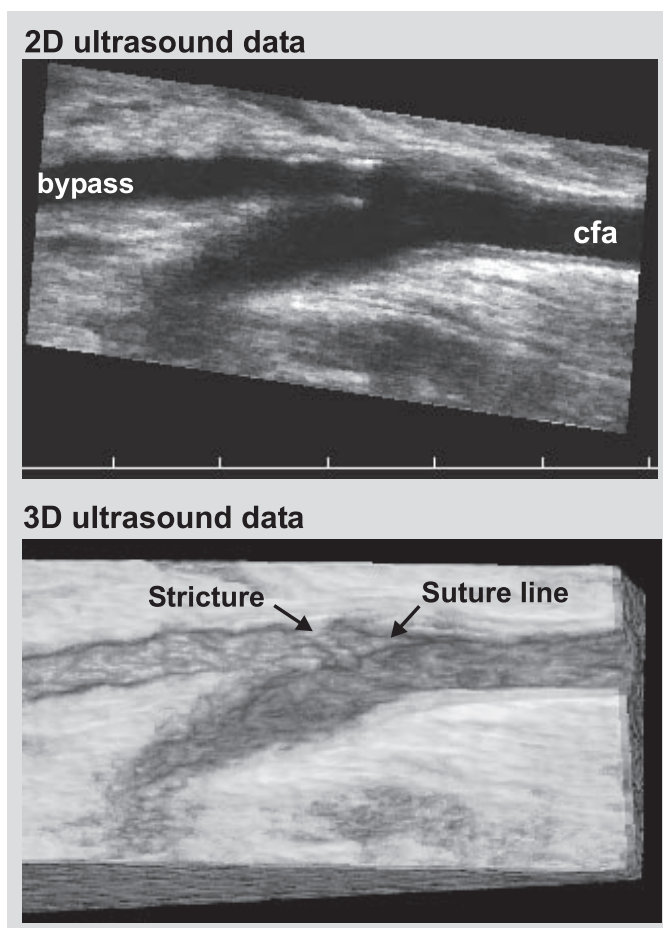 2D ultrasound data
bypass
cfa
3D ultrasound data
Stricture
Suture line